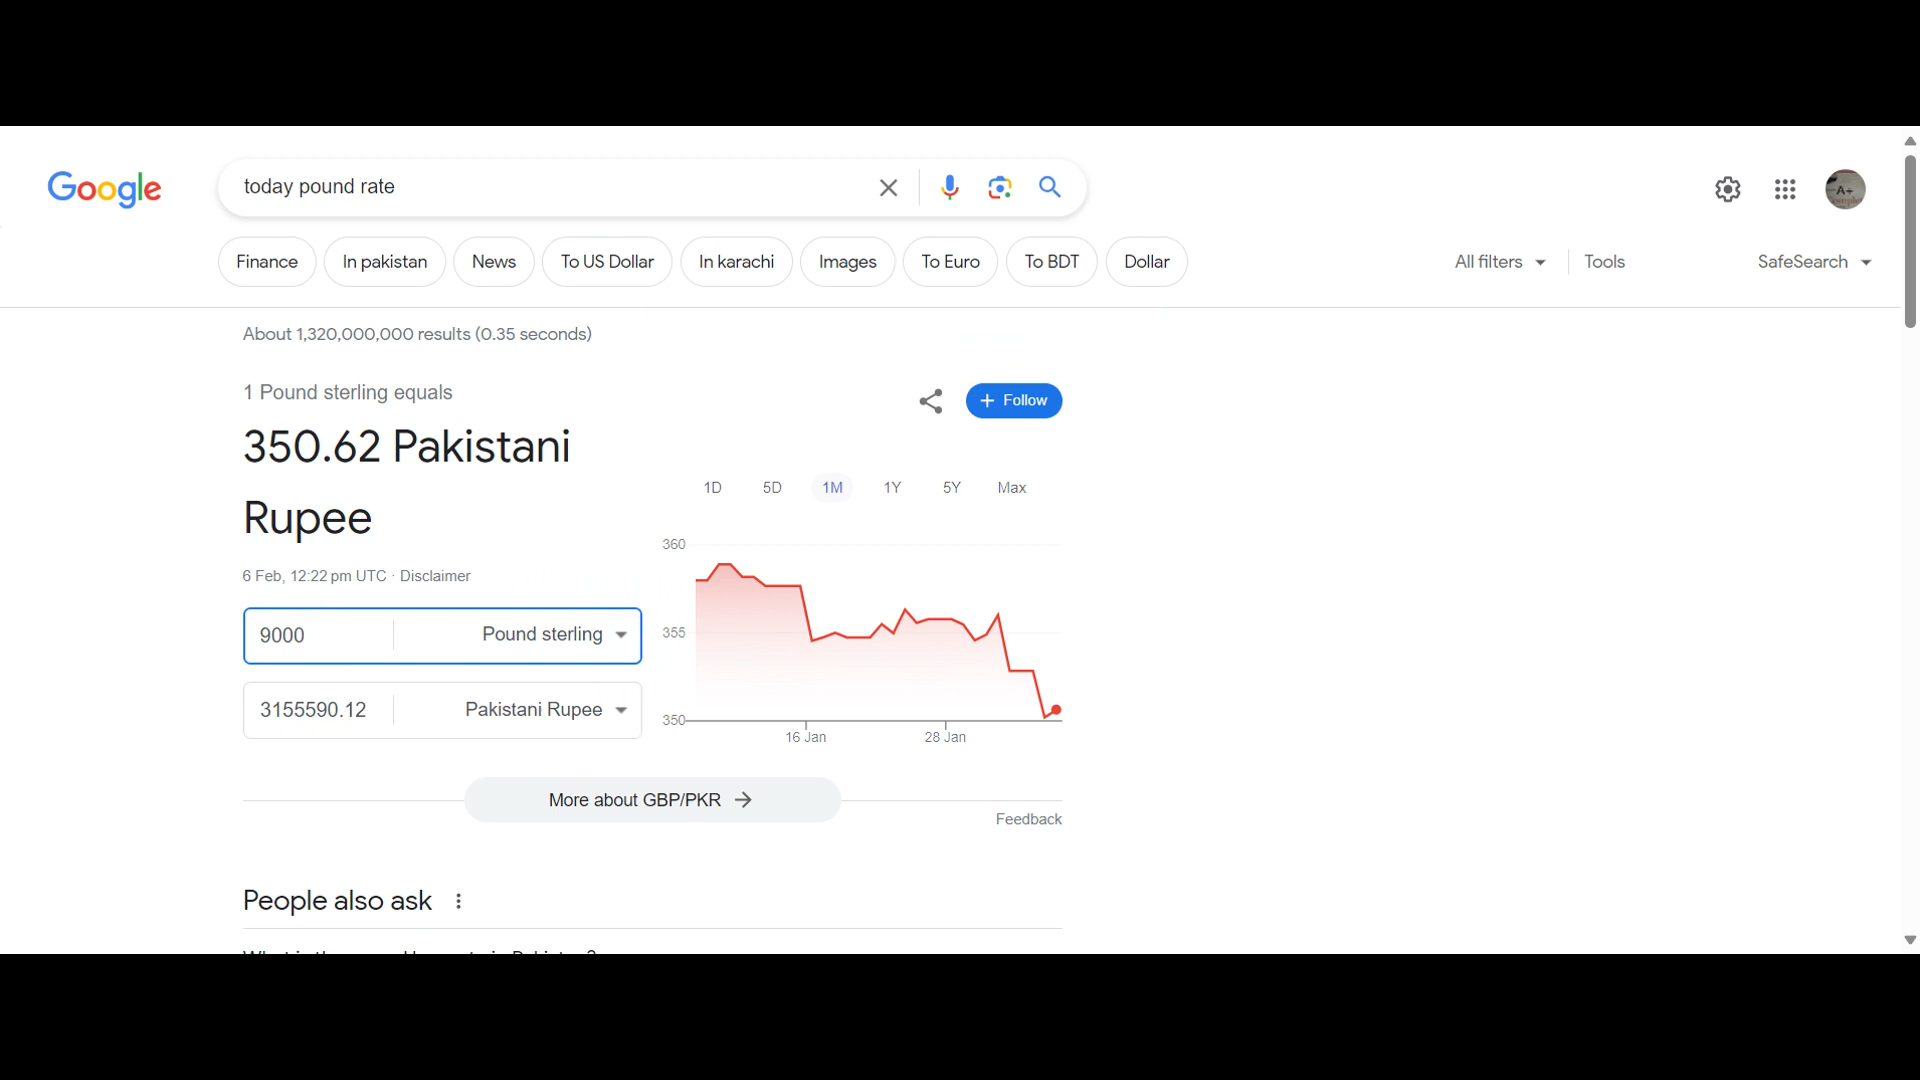 Google
today pound rate
Finance
In pakistan
News
To US Dollar
In karachi
Images
To Euro
To BDT
Dollar
All filters
Tools
SafeSearch
A+
About 1,320,000,000 results (0.35 seconds)
1 Pound sterling equals
350.62 Pakistani
Rupee
6 Feb, 12:22 pm UTC · Disclaimer
9000 Pound sterling
3155590.12 Pakistani Rupee
+ Follow
1D 5D 1M 1Y 5Y Max
360
355
350
16 Jan 28 Jan
More about GBP/PKR
Feedback
People also ask